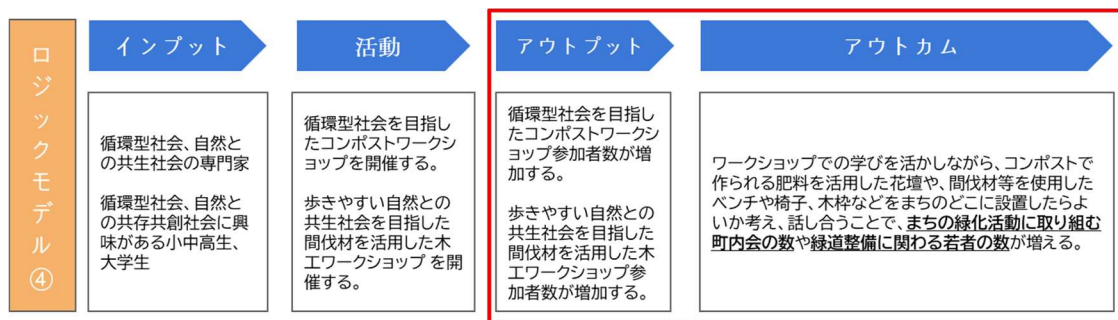 ロジックモデル④
インプット
活動
アウトプット
アウトカム
循環型社会、自然と
の共生社会の専門家
循環型社会、自然と
の共存共創社会に興
味がある小中高生、
大学生
循環型社会を目指し
たコンポストワークシ
ョップを開催する。
歩きやすい自然との
共生社会を目指した
間伐材を活用した木
工ワークショップ を開
催する。
循環型社会を目指し
たコンポストワークシ
ョップ参加者数が増
加する。
歩きやすい自然との
共生社会を目指した
間伐材を活用した木
工ワークショップ参
加者数が増加する。
ワークショップでの学びを活かしながら、コンポストで
作られる肥料を活用した花壇や、間伐材等を使用した
ベンチや椅子、木枠などをまちのどこに設置したらよ
いか考え、話し合うことで、まちの緑化活動に取り組む
町内会の数や緑道整備に関わる若者の数が増える。